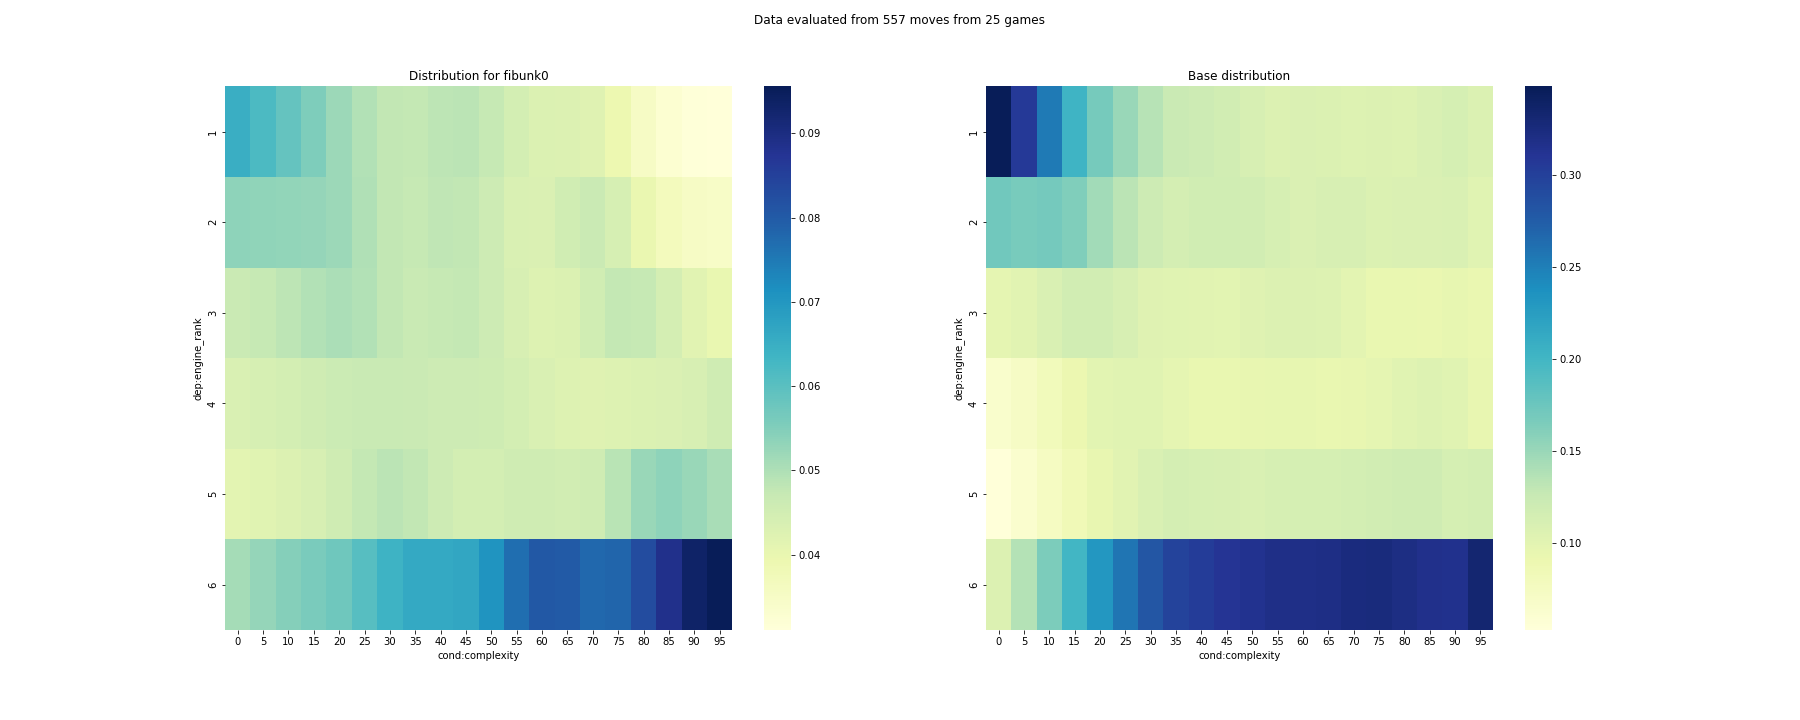 Data evaluated from 557 moves from 25 games
Distribution for fibunk0
dep:engine_rank
1
2
3
4
5
6
0 5 10 15 20 25 30 35 40 45 50 55 60 65 70 75 80 85 90 95
cond:complexity
0.09
0.08
0.07
0.06
0.05
0.04
Base distribution
dep:engine_rank
1
2
3
4
5
6
0 5 10 15 20 25 30 35 40 45 50 55 60 65 70 75 80 85 90 95
cond:complexity
0.30
0.25
0.20
0.15
0.10